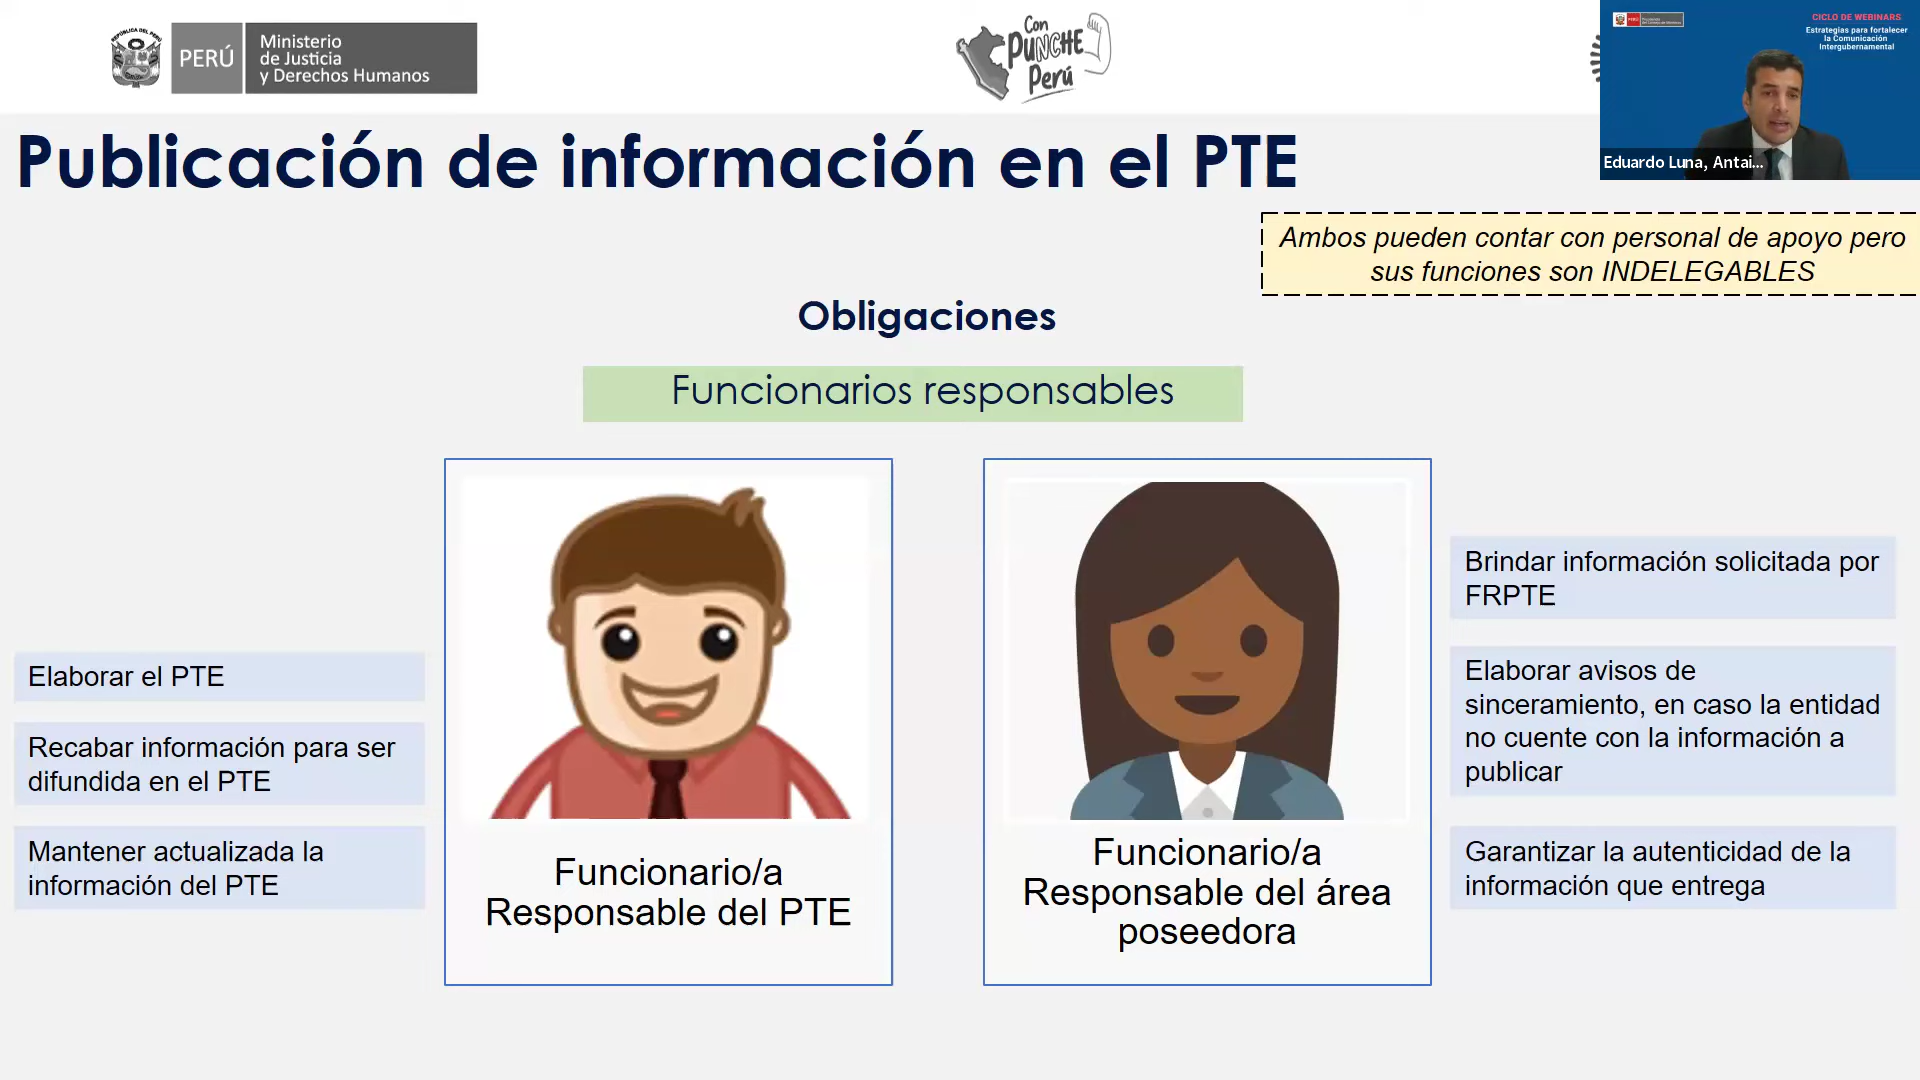 REPÚBLICA DEL PERÚ
PERÚ
Ministerio
de Justicia
y Derechos Humanos
Con
PUNCHE
Perú
PERÚ
CICLO DE WEBINARS
Estrategias para fortalecer
la Comunicación
Intergubernamental
Eduardo Luna, Antai...
Publicación de información en el PTE
Ambos pueden contar con personal de apoyo pero
sus funciones son INDELEGABLES
Obligaciones
Funcionarios responsables
Elaborar el PTE
Recabar información para ser
difundida en el PTE
Mantener actualizada la
información del PTE
Funcionario/a
Responsable del PTE
Funcionario/a
Responsable del área
poseedora
Brindar información solicitada por
FRPTE
Elaborar avisos de
sinceramiento, en caso la entidad
no cuente con la información a
publicar
Garantizar la autenticidad de la
información que entrega